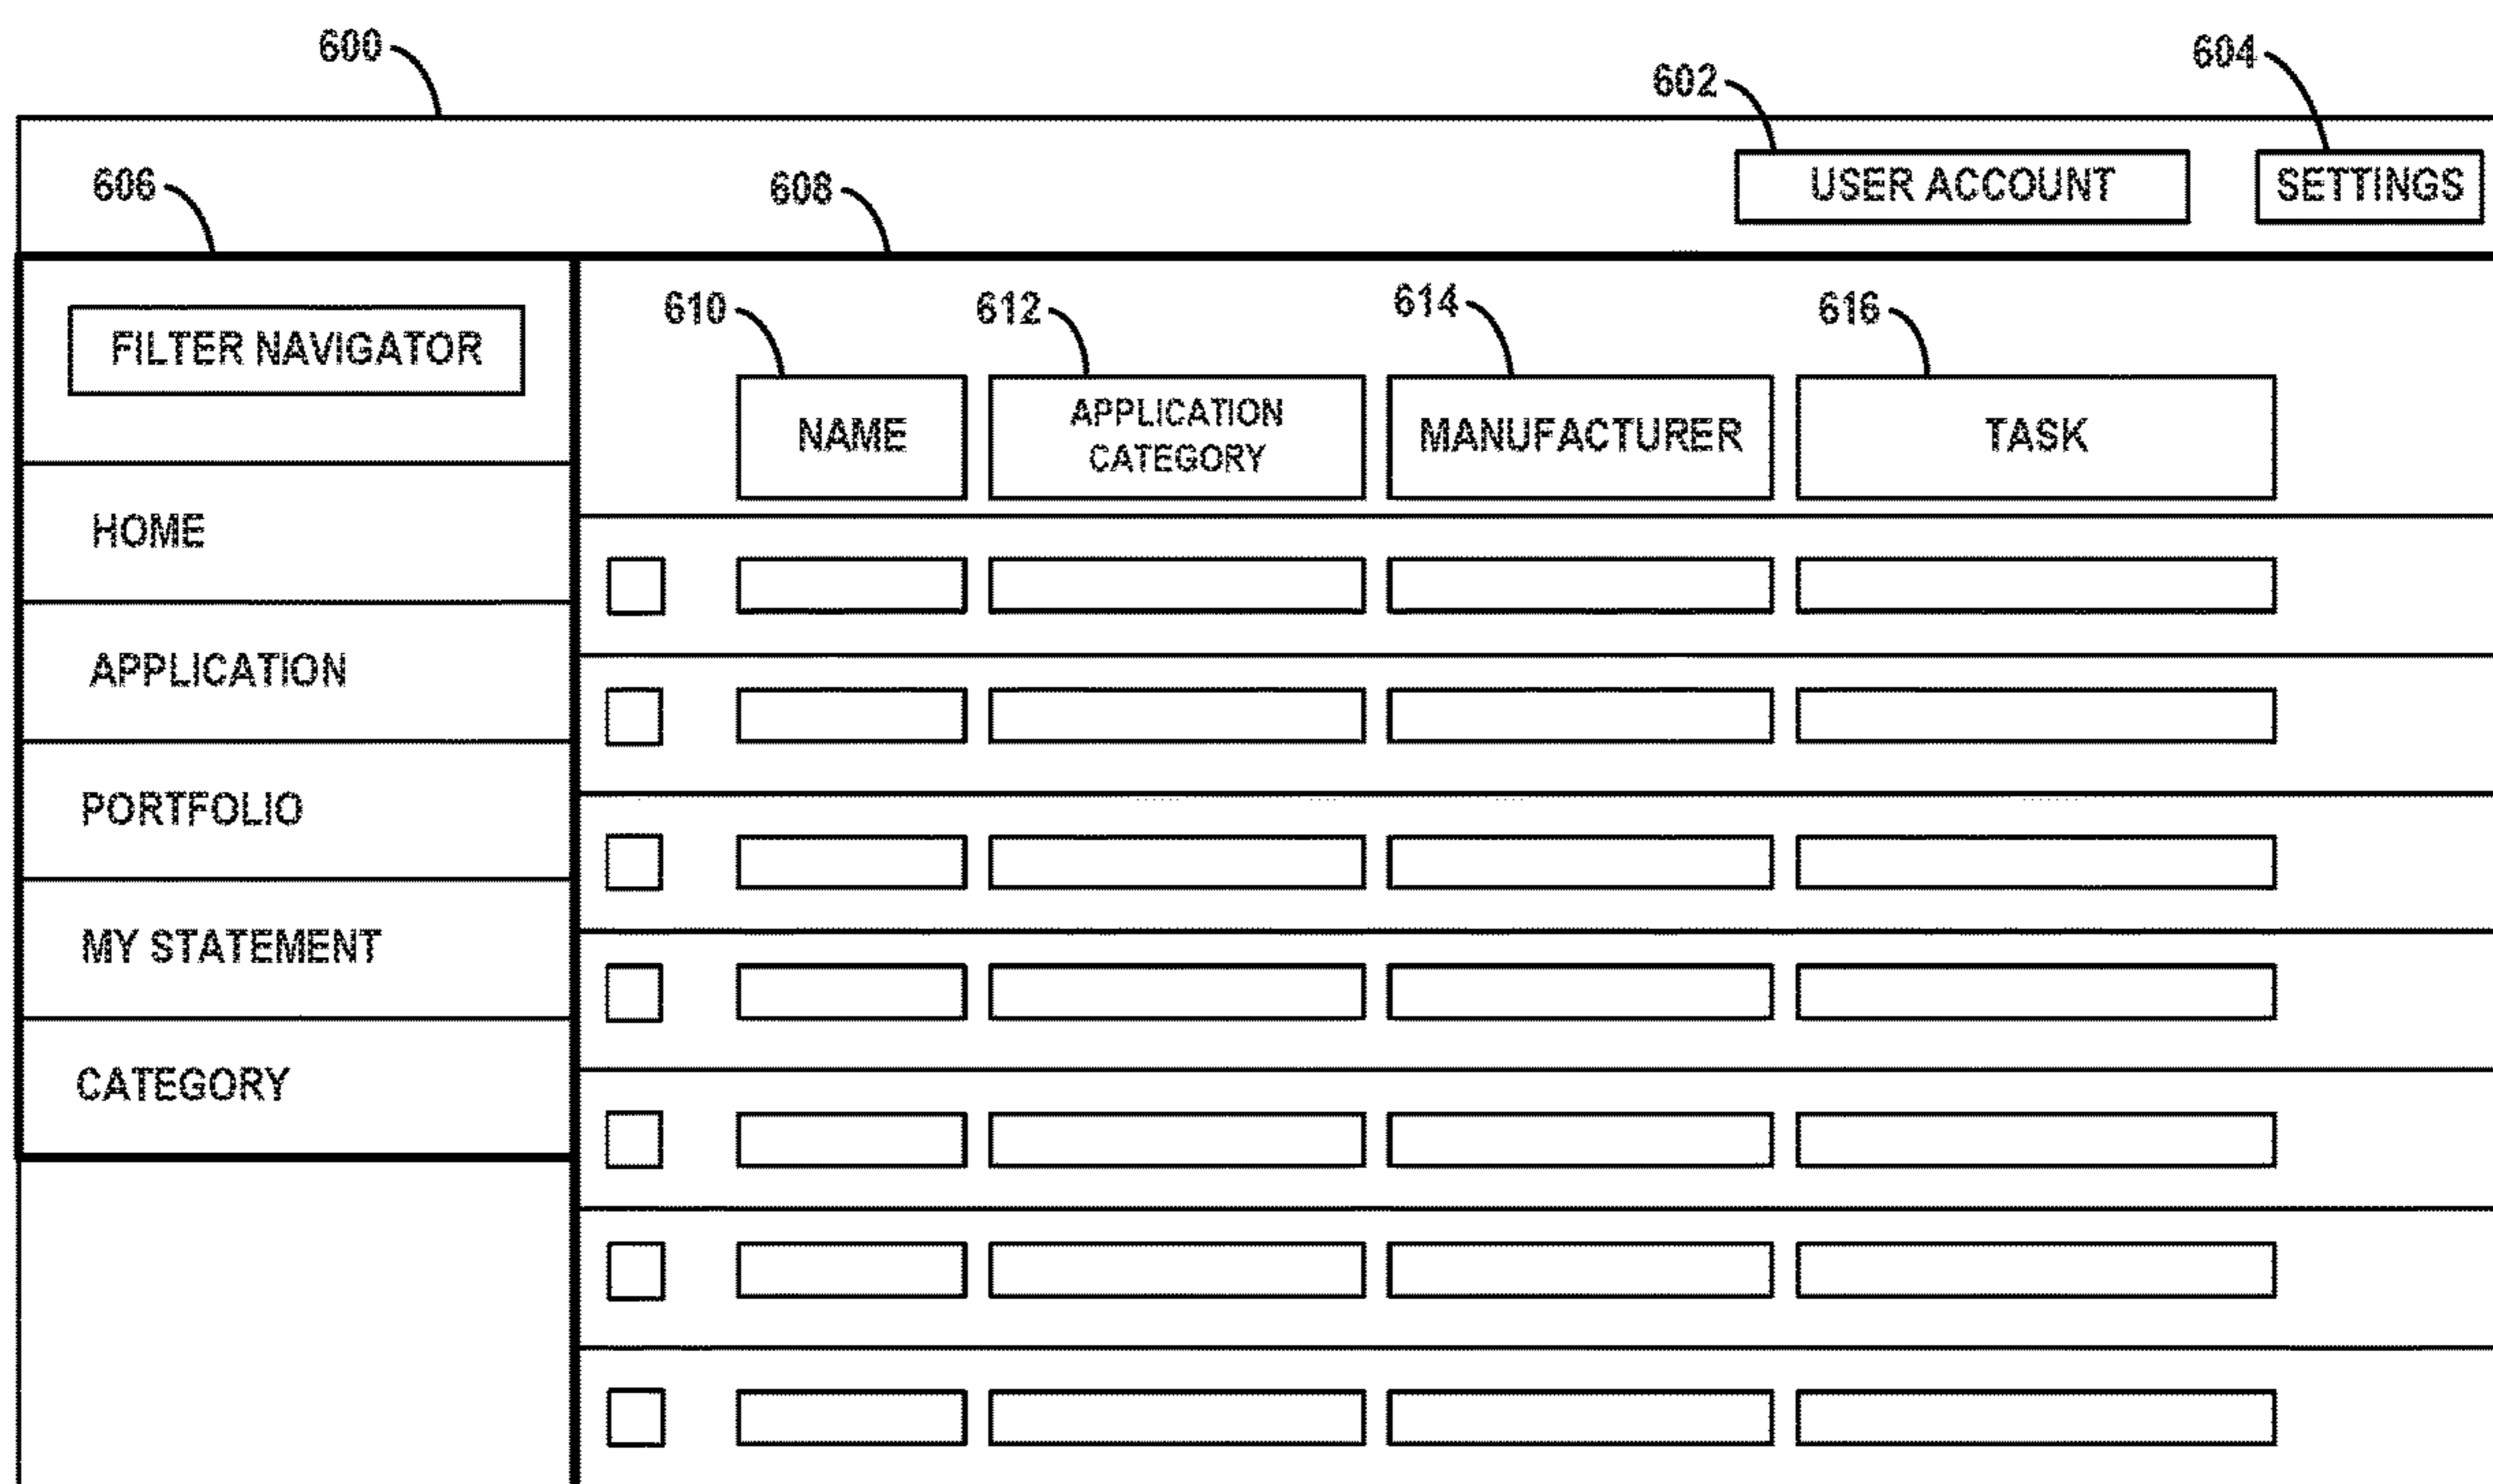 600
602
604
606
608
USER ACCOUNT
SETTINGS
610
612
614
616
FILTER NAVIGATOR
NAME
APPLICATION
CATEGORY
MANUFACTURER
TASK
HOME
APPLICATION
PORTFOLIO
MY STATEMENT
CATEGORY